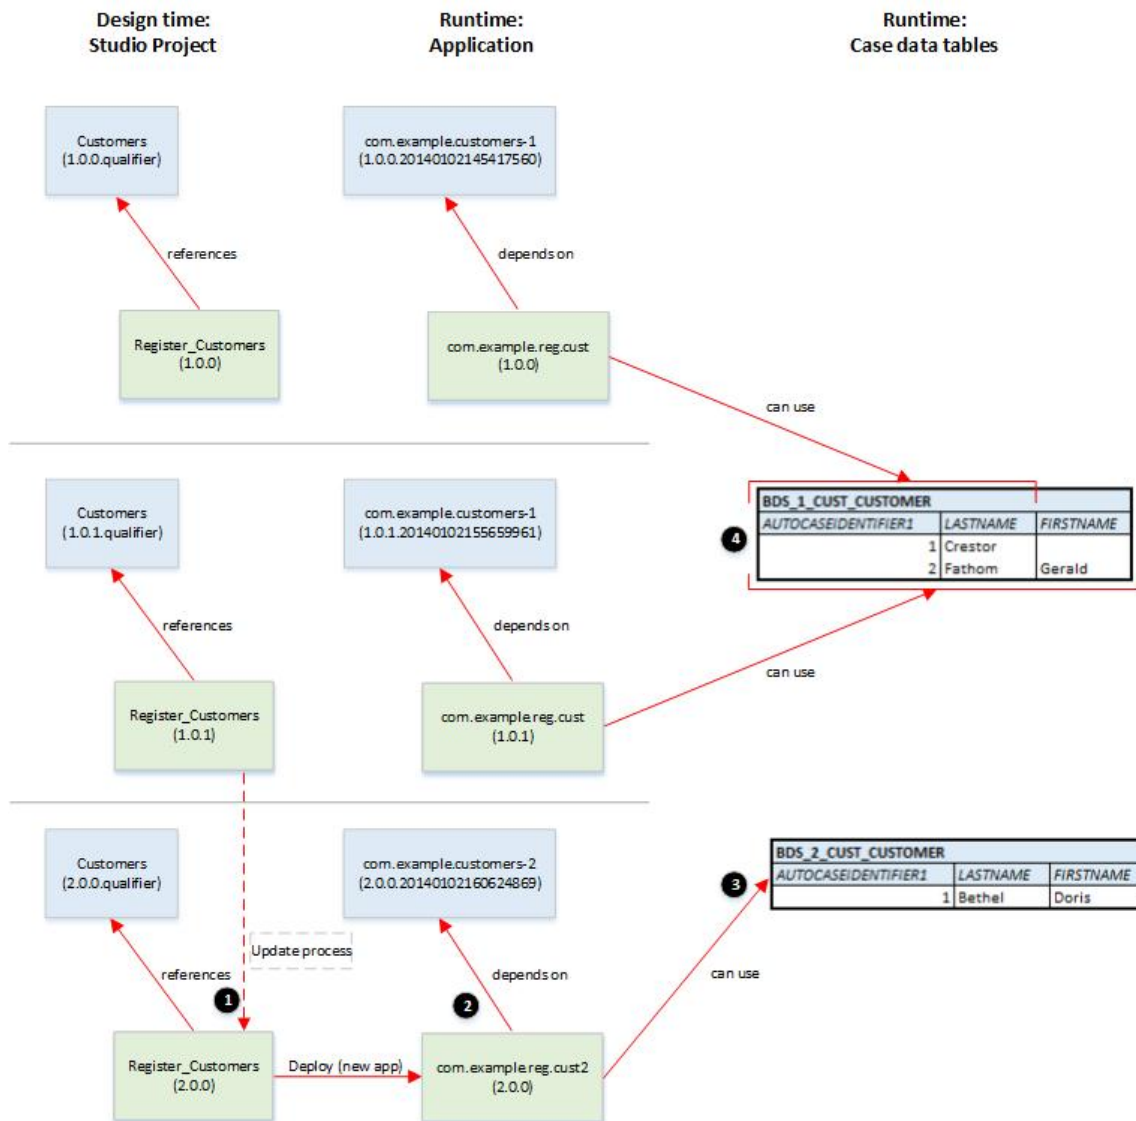 Design time:
Studio Project
Runtime:
Application
Runtime:
Case data tables
Customers
(1.0.0.qualifier)
com.example.customers-1
(1.0.0.20140102145417560)
references
depends on
Register_Customers
(1.0.0)
com.example.reg.cust
(1.0.0)
can use
Customers
(1.0.1.qualifier)
com.example.customers-1
(1.0.1.20140102155659961)
BDS_1_CUST_CUSTOMER
AUTOCASEIDENTIFIER1 LASTNAME FIRSTNAME
4
1 Crestor
2 Fathom Gerald
references
depends on
can use
Register_Customers
(1.0.1)
com.example.reg.cust
(1.0.1)
Customers
(2.0.0.qualifier)
com.example.customers-2
(2.0.0.20140102160624869)
BDS_2_CUST_CUSTOMER
AUTOCASEIDENTIFIER1 LASTNAME FIRSTNAME
3
1 Bethel Doris
Update process
references
depends on
can use
1
2
Register_Customers
(2.0.0)
Deploy (new app)
com.example.reg.cust2
(2.0.0)